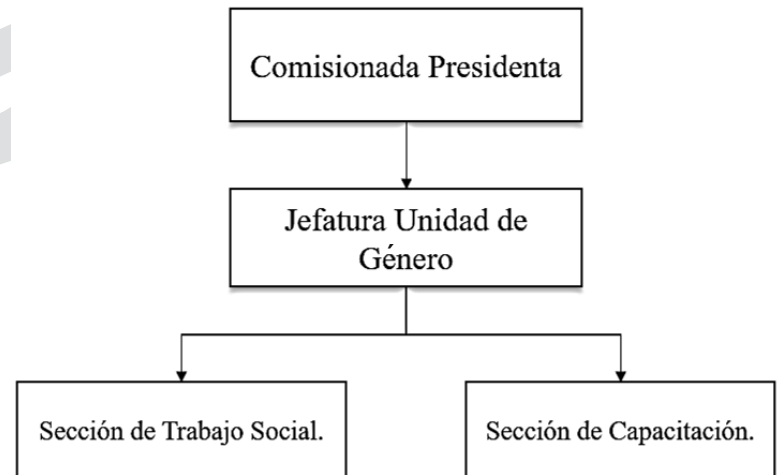 Comisionada Presidenta
Jefatura Unidad de
Género
Sección de Trabajo Social.
Sección de Capacitación.